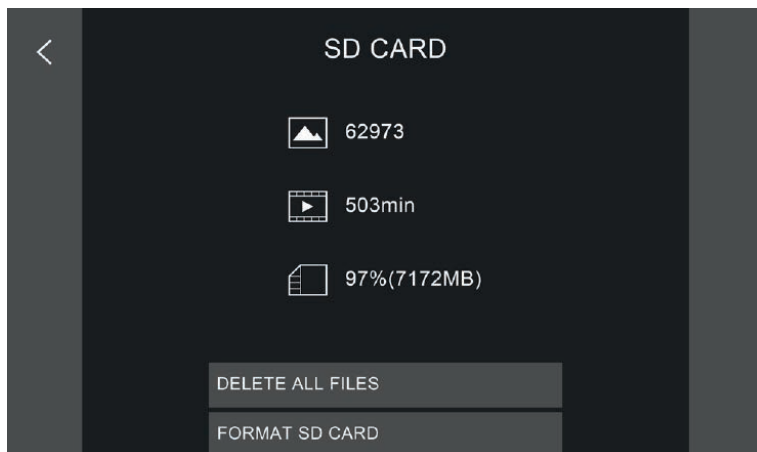 SD CARD
62973
503min
97%(7172MB)
DELETE ALL FILES
FORMAT SD CARD